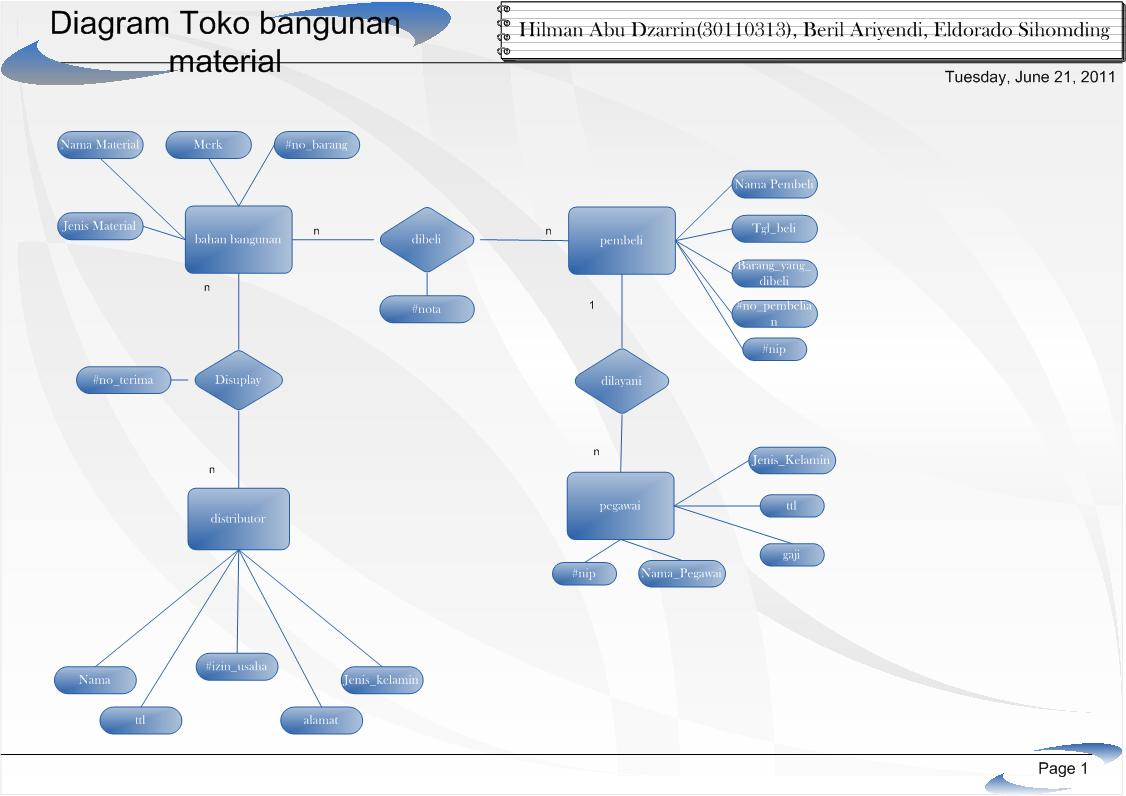 Diagram Toko bangunan
material
Hilman Abu Dzarrin(30110313), Beril Ariyendi, Eldorado Sihomding
Tuesday, June 21, 2011
Nama Material
Merk
#no_barang
Jenis Material
bahan bangunan
n
dibeli
n
pembeli
#nota
Nama Pembeli
Tgl_beli
Barang_yang_
dibeli
#no_pembelia
n
#nip
n
1
#no_terima
Disuplay
dilayani
n
n
distributor
pegawai
Jenis_Kelamin
ttl
gaji
#nip
Nama_Pegawai
Nama
#izin_usaha
Jenis_kelamin
ttl
alamat
Page 1